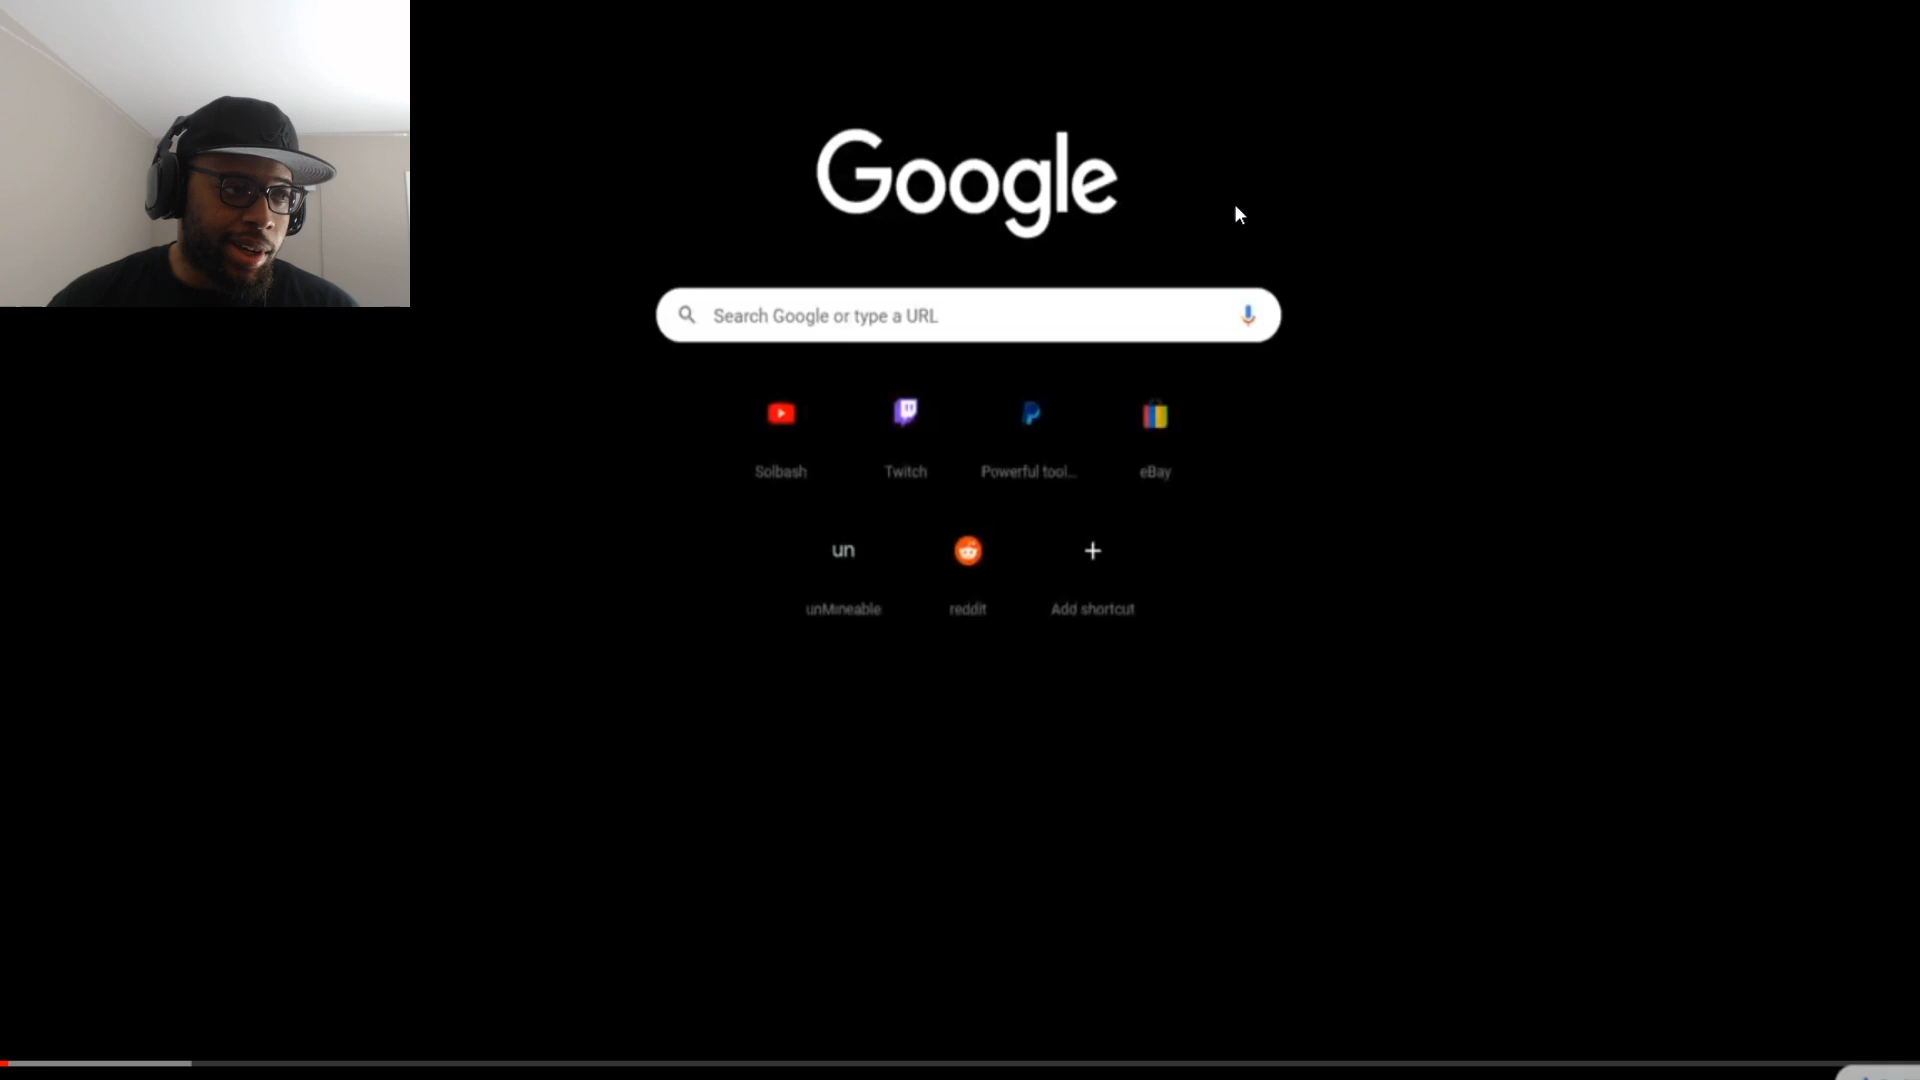 Google
Search Google or type a URL
Solbash
Twitch
Powerful tool...
eBay
un
unMineable
reddit
Add shortcut